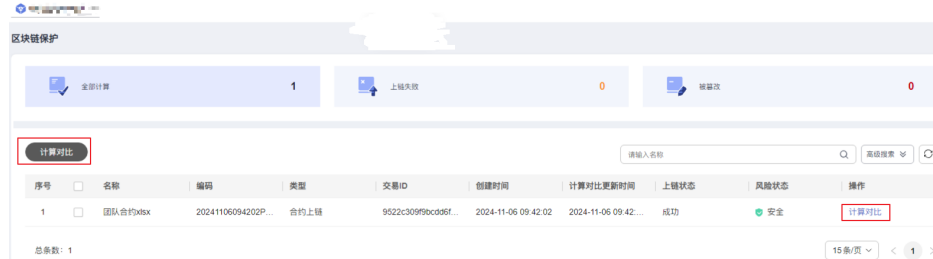 区块链保护
全部计算 1 上链失败 0 被篡改 0
计算对比
请输入名称 高级搜索
序号 名称 编码 类型 交易ID 创建时间 计算对比更新时间 上链状态 风险状态 操作
1 团队合约xlsx 20241106094202P... 合约上链 9522c309f9bcdd6f... 2024-11-06 09:42:02 2024-11-06 09:42:... 成功 安全 计算对比
总条数: 1 15条/页 1